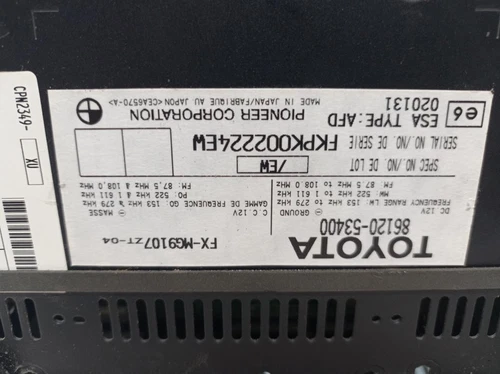 TOYOTA
86120-53400 FX-MG9107 ZT-04
DC 12V ⏚ GROUND C.C.12V ⏚ MASSE
FREQUENCY RANGE LW: 153 kHz TO 279 kHz GAMME DE FREQUENCE GO: 153 kHz à 279 kHz
MW: 522 kHz TO 1 611 kHz PO: 522 kHz à 1 611 kHz
FM: 87.5 MHz TO 108.0 MHz FM: 87.5 MHz à 108.0 MHz
SPEC NO./NO. DE LOT /EW
SERIAL NO./NO. DE SERIE FKPK002224EW
ESA TYPE:AFD PIONEER CORPORATION
e6 020131 MADE IN JAPAN/FABRIQUE AU JAPON <CEA6570-A>
CPN2349- XU